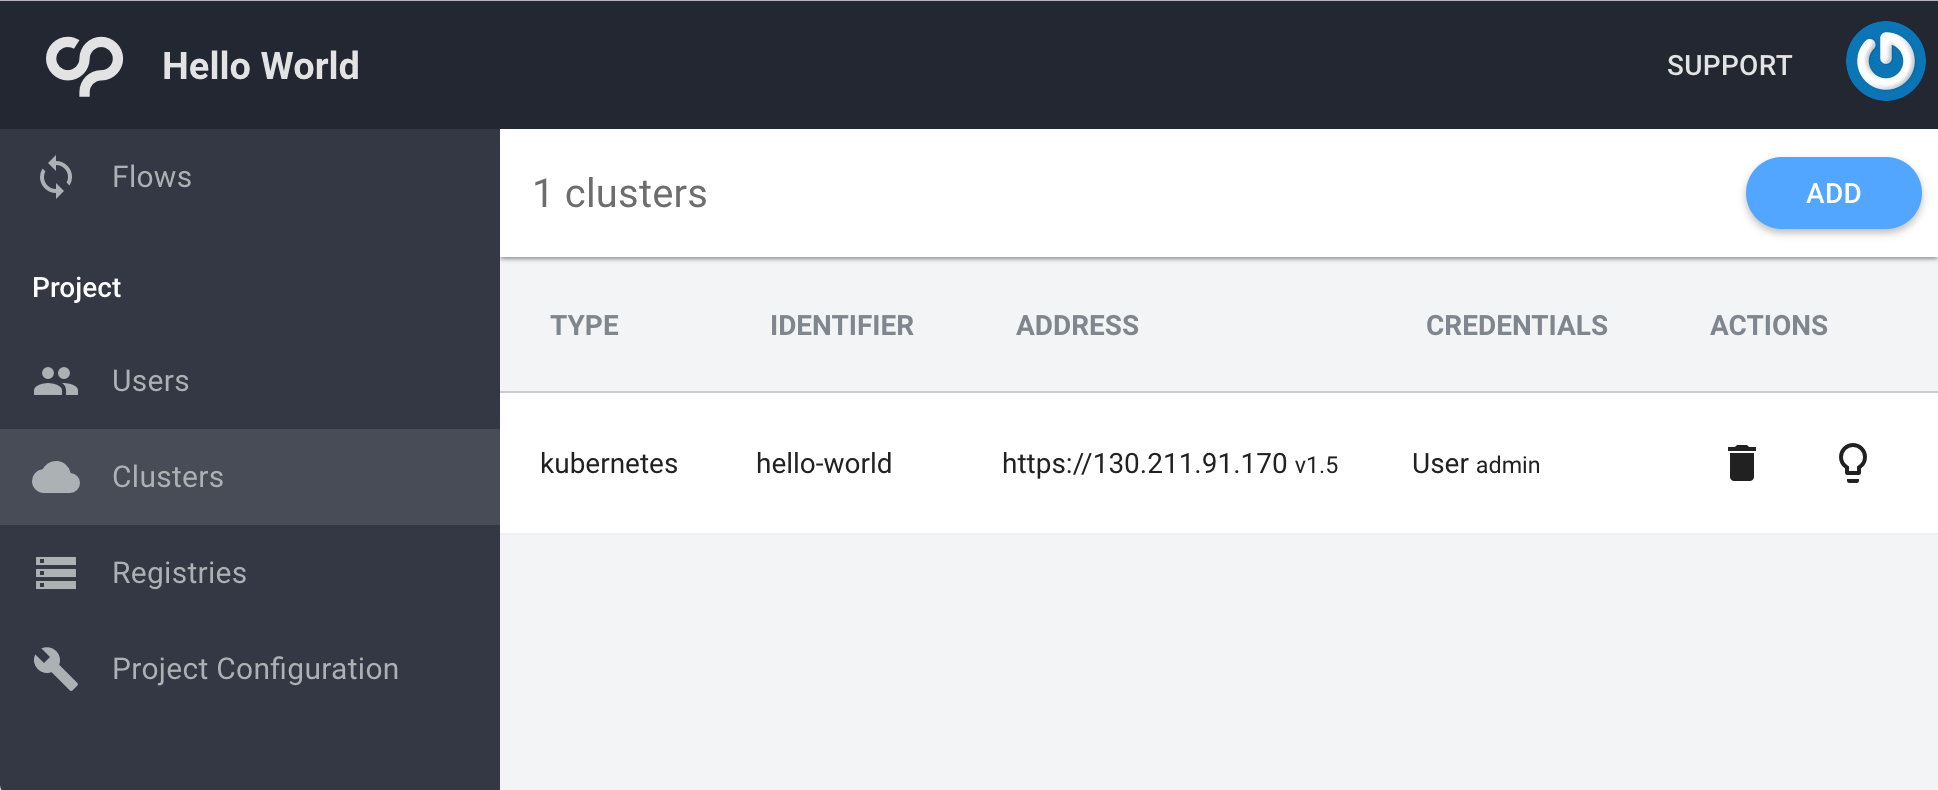 Hello World
SUPPORT
Flows
Project
Users
Clusters
Registries
Project Configuration
1 clusters
ADD
TYPE IDENTIFIER ADDRESS CREDENTIALS ACTIONS
kubernetes hello-world https://130.211.91.170 v1.5 User admin